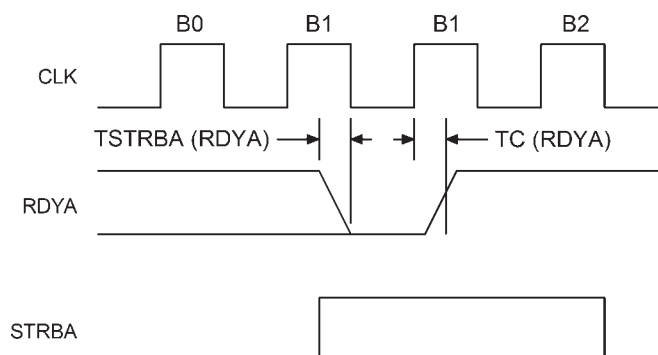 B0 B1 B1 B2
CLK
TSTRBA (RDYA) TC (RDYA)
RDYA
STRBA